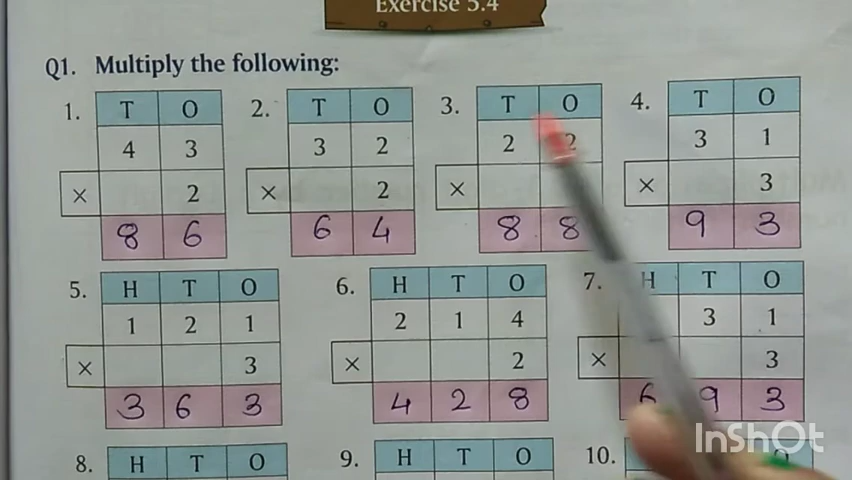 Exercise 5.4
Q1. Multiply the following:
1. T O 2. T O 3. T O 4. T O
4 3 3 2 2 2 3 1
× 2 × 2 × × 3
8 6 6 4 8 8 9 3
5. H T O 6. H T O 7. H T O
1 2 1 2 1 4 3 1
× 3 × 2 × 3
3 6 3 4 2 8 6 9 3
8. H T O 9. H T O 10. O
InShOt